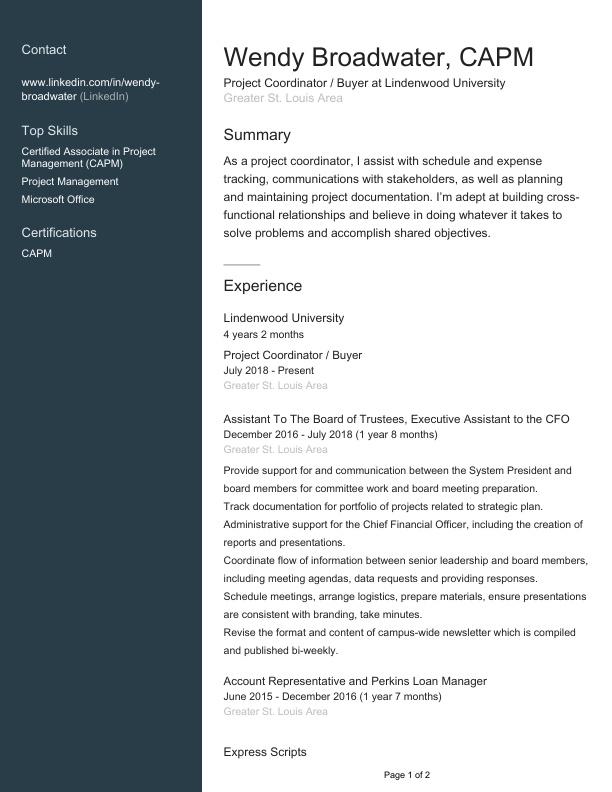 Contact
www.linkedin.com/in/wendy-
broadwater (LinkedIn)
Top Skills
Certified Associate in Project
Management (CAPM)
Project Management
Microsoft Office
Certifications
CAPM
Wendy Broadwater, CAPM
Project Coordinator / Buyer at Lindenwood University
Greater St. Louis Area
Summary
As a project coordinator, I assist with schedule and expense
tracking, communications with stakeholders, as well as planning
and maintaining project documentation. I'm adept at building cross-
functional relationships and believe in doing whatever it takes to
solve problems and accomplish shared objectives.
Experience
Lindenwood University
4 years 2 months
Project Coordinator / Buyer
July 2018 - Present
Greater St. Louis Area
Assistant To The Board of Trustees, Executive Assistant to the CFO
December 2016 - July 2018 (1 year 8 months)
Greater St. Louis Area
Provide support for and communication between the System President and
board members for committee work and board meeting preparation.
Track documentation for portfolio of projects related to strategic plan.
Administrative support for the Chief Financial Officer, including the creation of
reports and presentations.
Coordinate flow of information between senior leadership and board members,
including meeting agendas, data requests and providing responses.
Schedule meetings, arrange logistics, prepare materials, ensure presentations
are consistent with branding, take minutes.
Revise the format and content of campus-wide newsletter which is compiled
and published bi-weekly.
Account Representative and Perkins Loan Manager
June 2015 - December 2016 (1 year 7 months)
Greater St. Louis Area
Express Scripts
Page 1 of 2